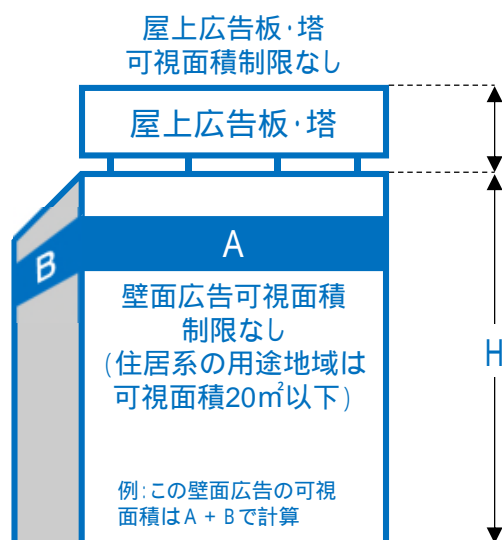 屋上広告板･塔
可視面積制限なし
屋上広告板･塔
A
B
壁面広告可視面積
制限なし
(住居系の用途地域は
可視面積20㎡以下)
H
例:この壁面広告の可視
面積はA + Bで計算